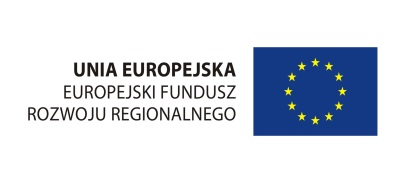 UNIA EUROPEJSKA
EUROPEJSKI FUNDUSZ
ROZWOJU REGIONALNEGO